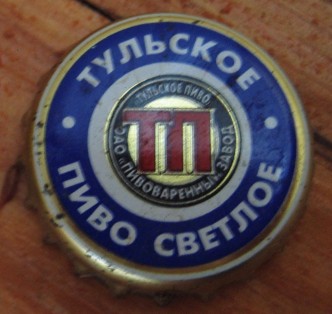 ТУЛЬСКОЕ
ПИВО СВЕТЛОЕ
ТУЛЬСКОЕ ПИВО
ТП
ЗАО "ПИВОВАРЕННЫЙ ЗАВОД